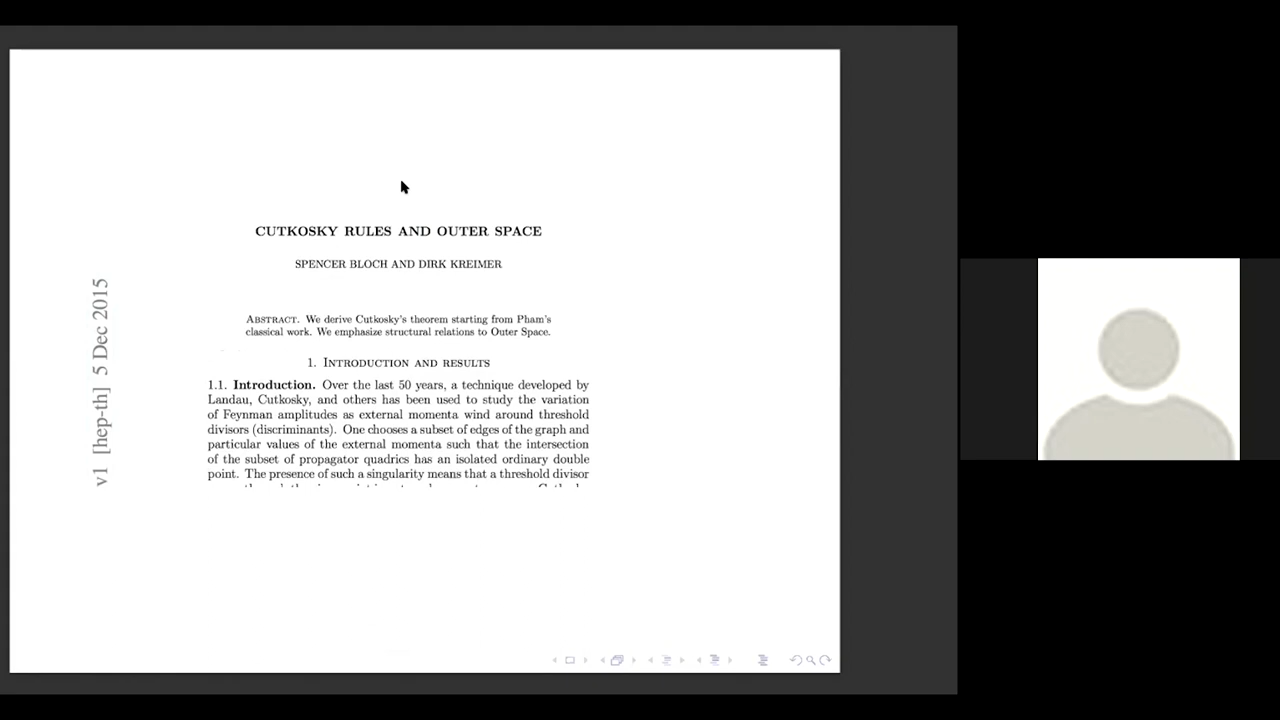 CUTKOSKY RULES AND OUTER SPACE
SPENCER BLOCH AND DIRK KREIMER
v1 [hep-th] 5 Dec 2015
ABSTRACT. We derive Cutkosky's theorem starting from Pham's
classical work. We emphasize structural relations to Outer Space.
1. INTRODUCTION AND RESULTS
1.1. Introduction. Over the last 50 years, a technique developed by
Landau, Cutkosky, and others has been used to study the variation
of Feynman amplitudes as external momenta wind around threshold
divisors (discriminants). One chooses a subset of edges of the graph and
particular values of the external momenta such that the intersection
of the subset of propagator quadrics has an isolated ordinary double
point. The presence of such a singularity means that a threshold divisor